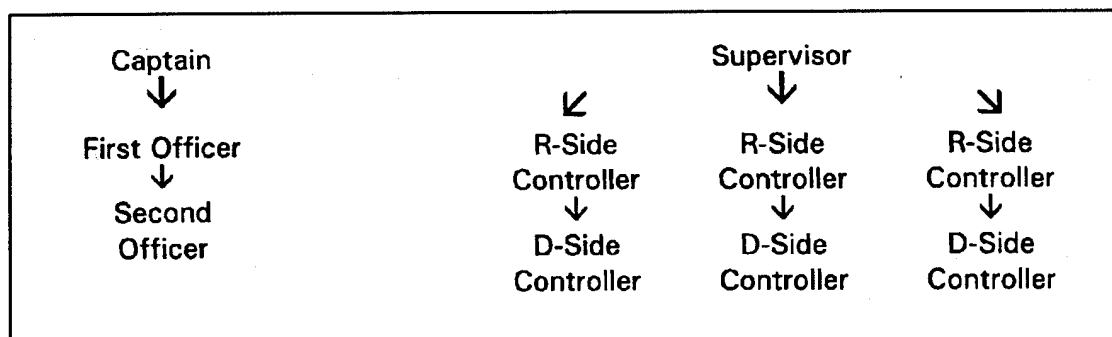 Captain
First Officer
Second
Officer
Supervisor
R-Side
Controller
D-Side
Controller
R-Side
Controller
D-Side
Controller
R-Side
Controller
D-Side
Controller